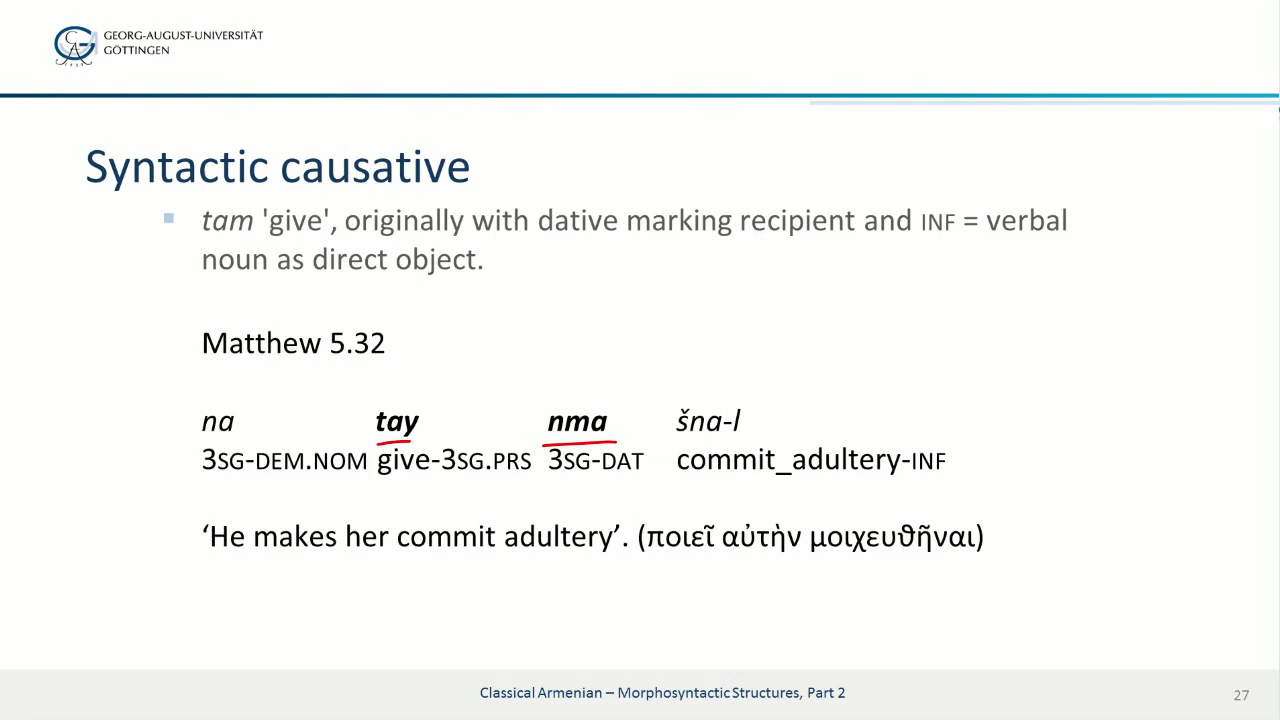 GEORG-AUGUST-UNIVERSITÄT
GÖTTINGEN
Syntactic causative
tam 'give', originally with dative marking recipient and INF = verbal
noun as direct object.
Matthew 5.32
na tay nma šna-l
3SG-DEM.NOM give-3SG.PRS 3SG-DAT commit_adultery-INF
‘He makes her commit adultery’. (ποιεῖ αὐτὴν μοιχευϑῆναι)
Classical Armenian – Morphosyntactic Structures, Part 2
27